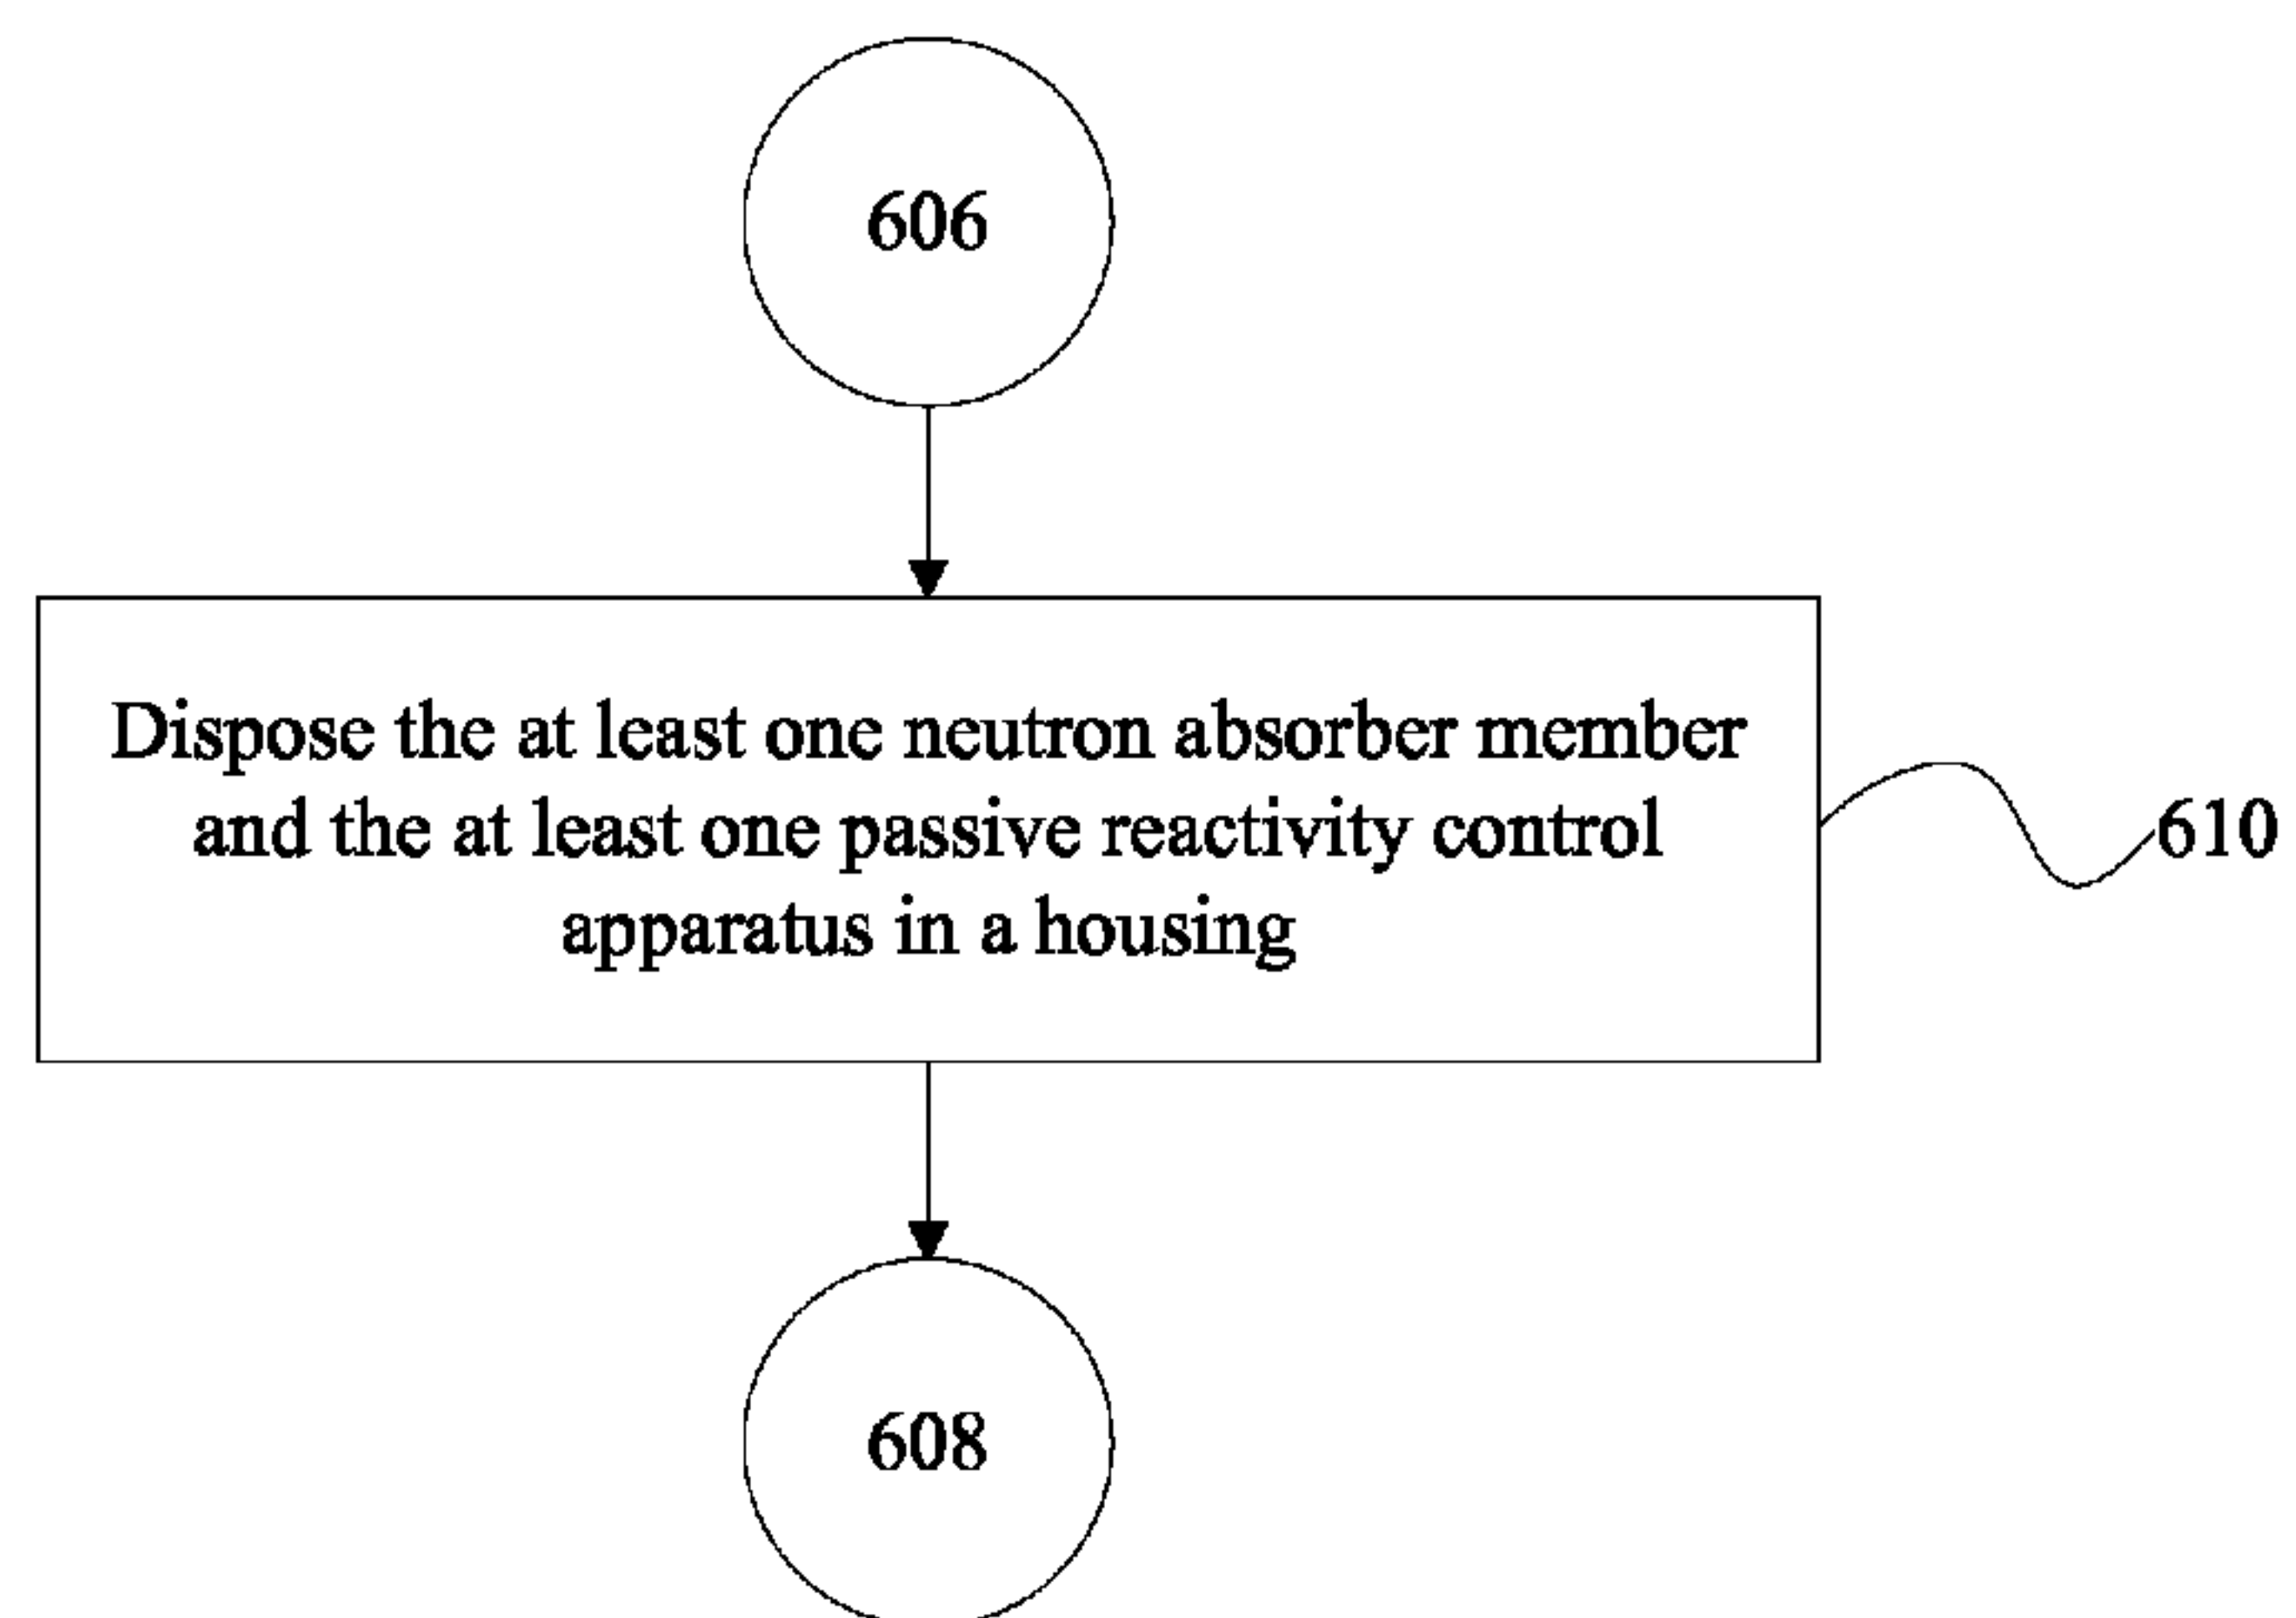 606
Dispose the at least one neutron absorber member
and the at least one passive reactivity control
apparatus in a housing
610
608